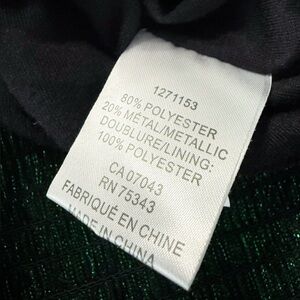 1271153
80% POLYESTER
20% MÉTAL/METALLIC
DOUBLURE/LINING:
100% POLYESTER
CA 07043
RN 75343
FABRIQUÉ EN CHINE
MADE IN CHINA